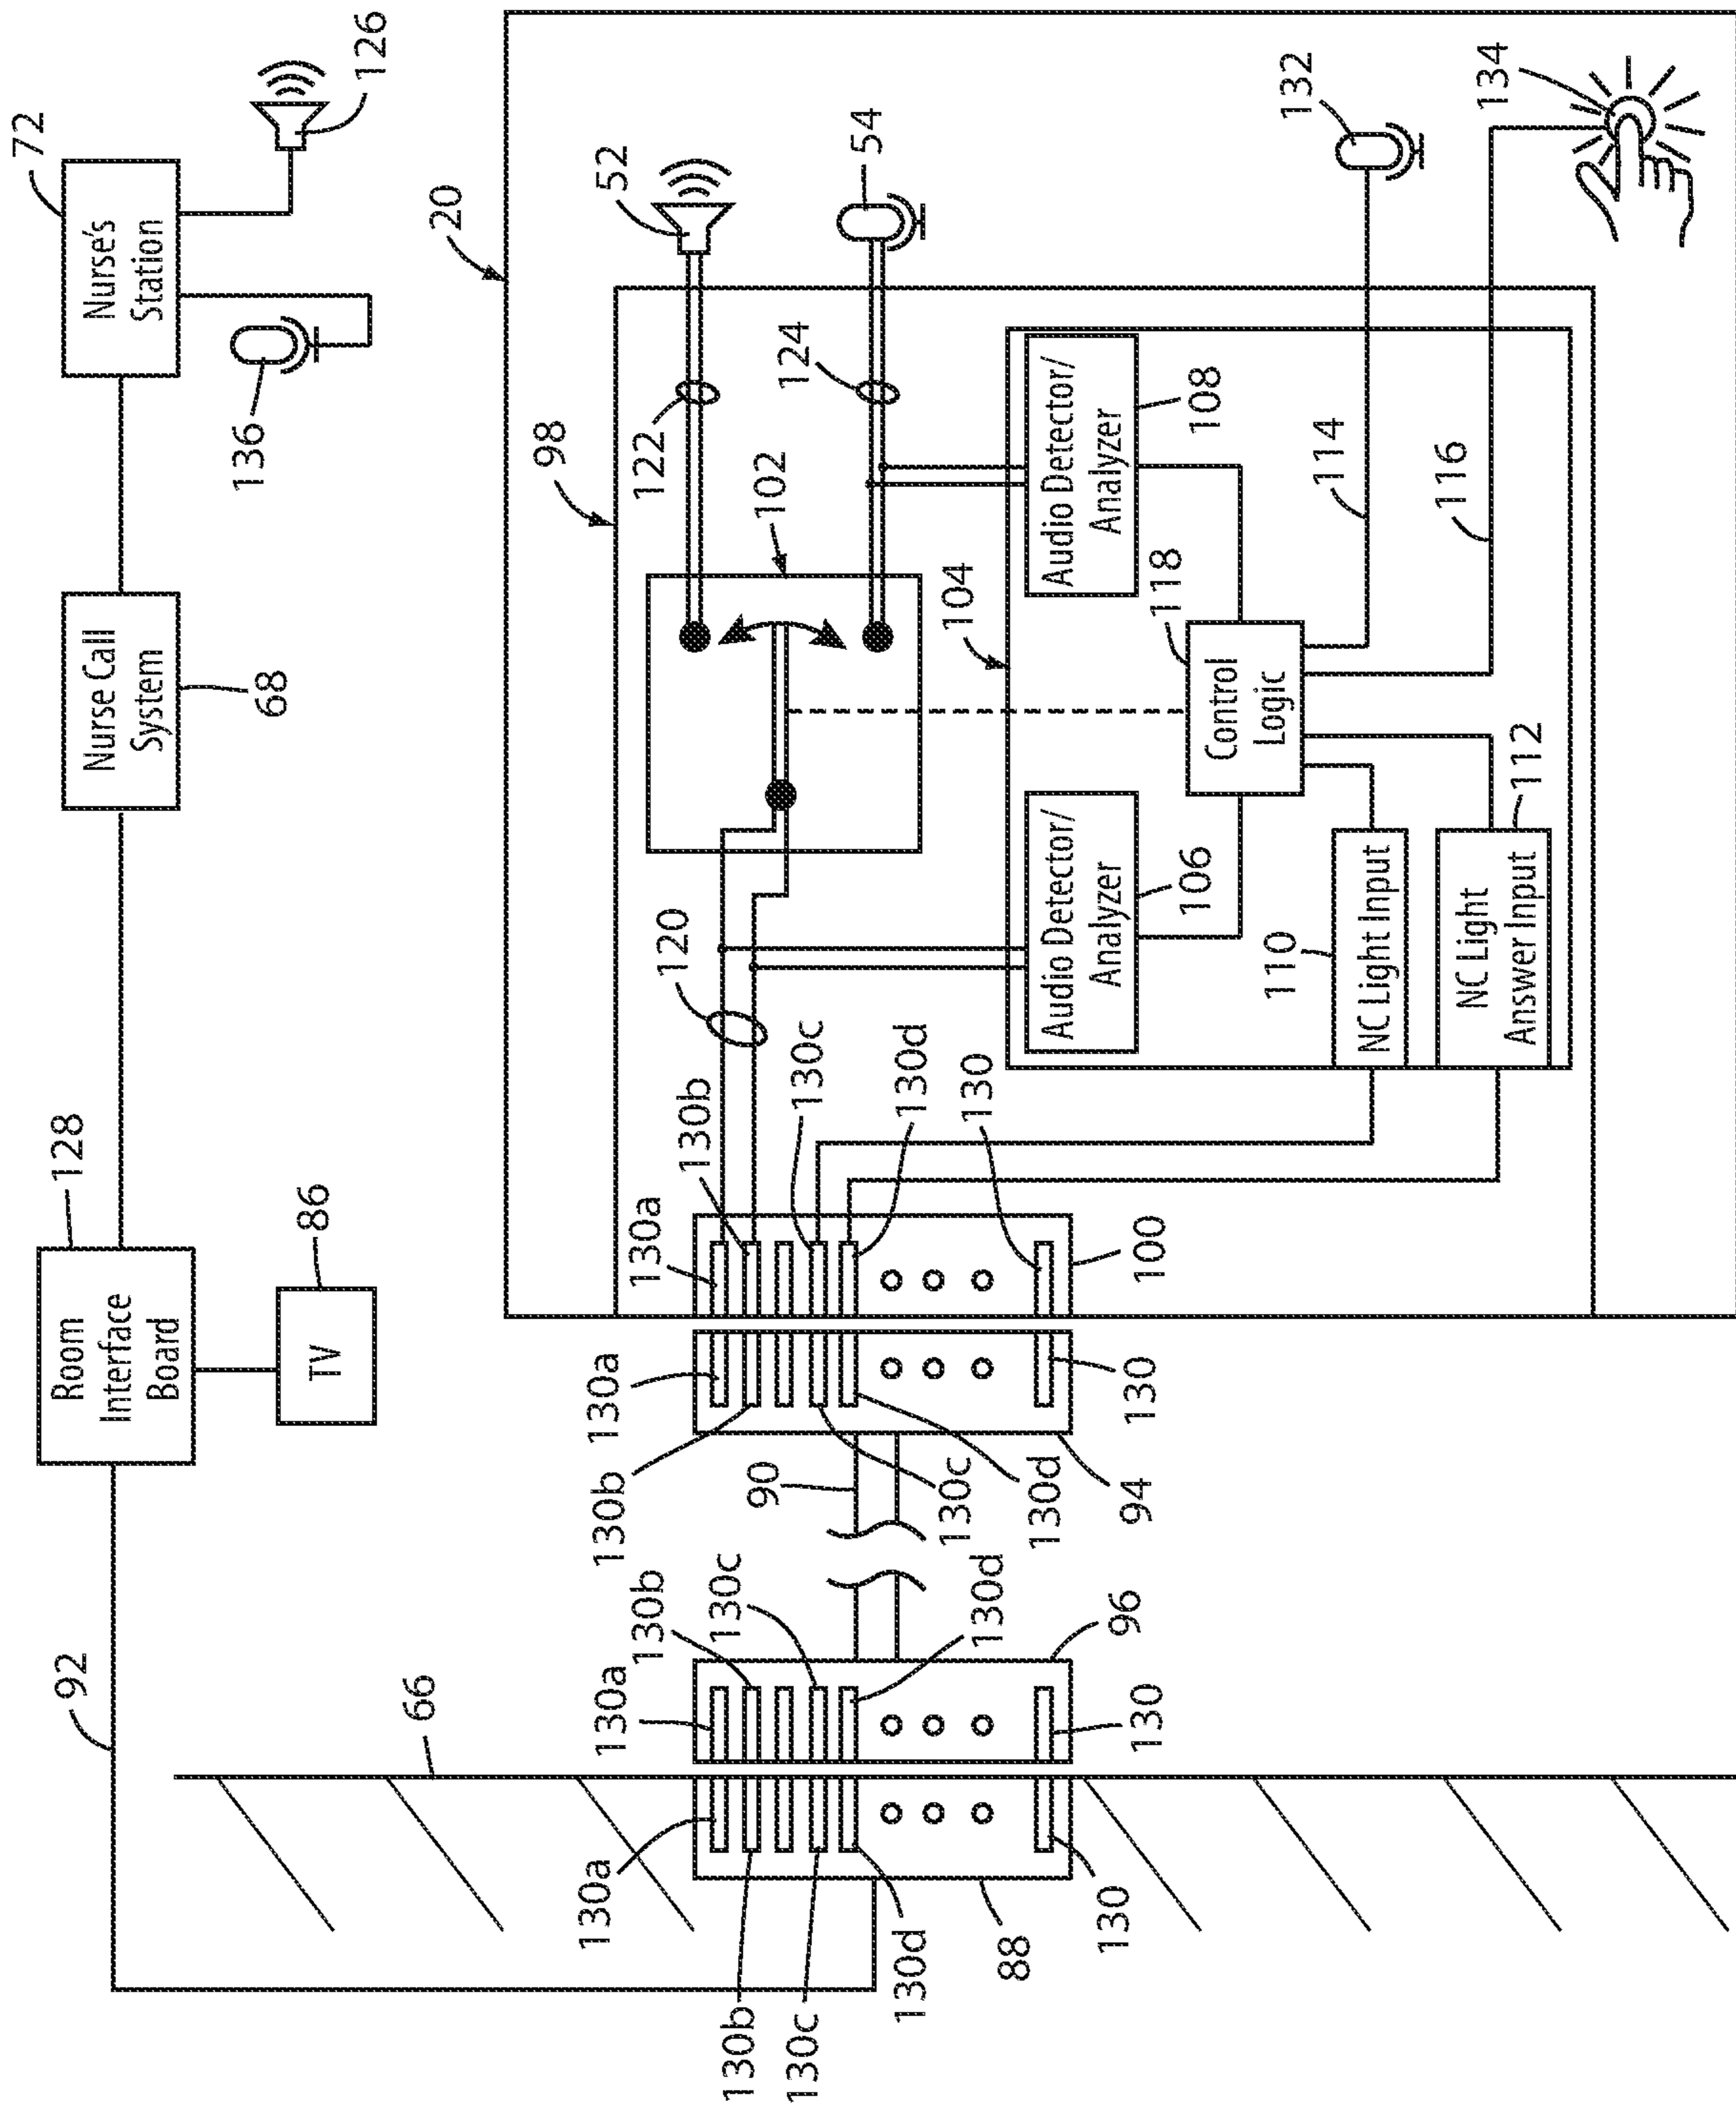 92
Room
Interface
Board
128
TV
86
Nurse Call
System
68
Nurse's
Station
72
136
126
66
20
98
130a
130b
130c
130d
130
88
130a
130b
130c
130d
130
96
90
130a
130b
130c
130d
130
94
130a
130b
130c
130d
130
100
120
102
122
52
124
54
104
Audio Detector/
Analyzer
106
Audio Detector/
Analyzer
108
118
Control
Logic
110
NC Light Input
NC Light
Answer Input
112
114
132
116
134